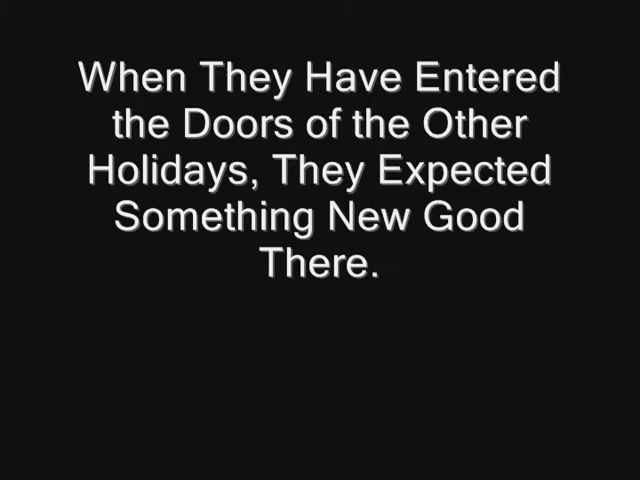 When They Have Entered
the Doors of the Other
Holidays, They Expected
Something New Good
There.